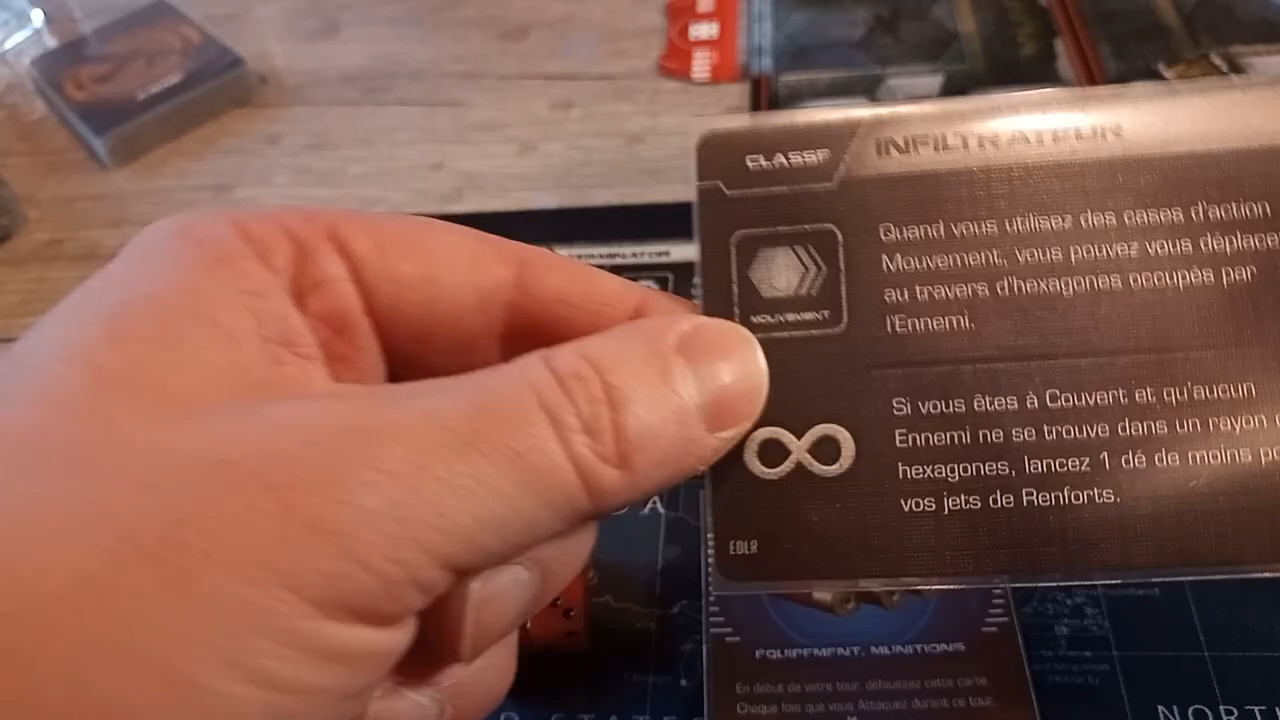 CLASSE
INFILTRATEUR
Quand vous utilisez des cases d'action
Mouvement, vous pouvez vous déplace
au travers d'hexagones occupés par
l'Ennemi.
MOUVEMENT
Si vous êtes à Couvert et qu'aucun
Ennemi ne se trouve dans un rayon
hexagones, lancez 1 dé de moins po
vos jets de Renforts.
EDLR
ÉQUIPEMENT, MUNITIONS
En début de votre tour, défaussez cette carte.
Chaque fois que vous Attaquez durant ce tour,
NORT